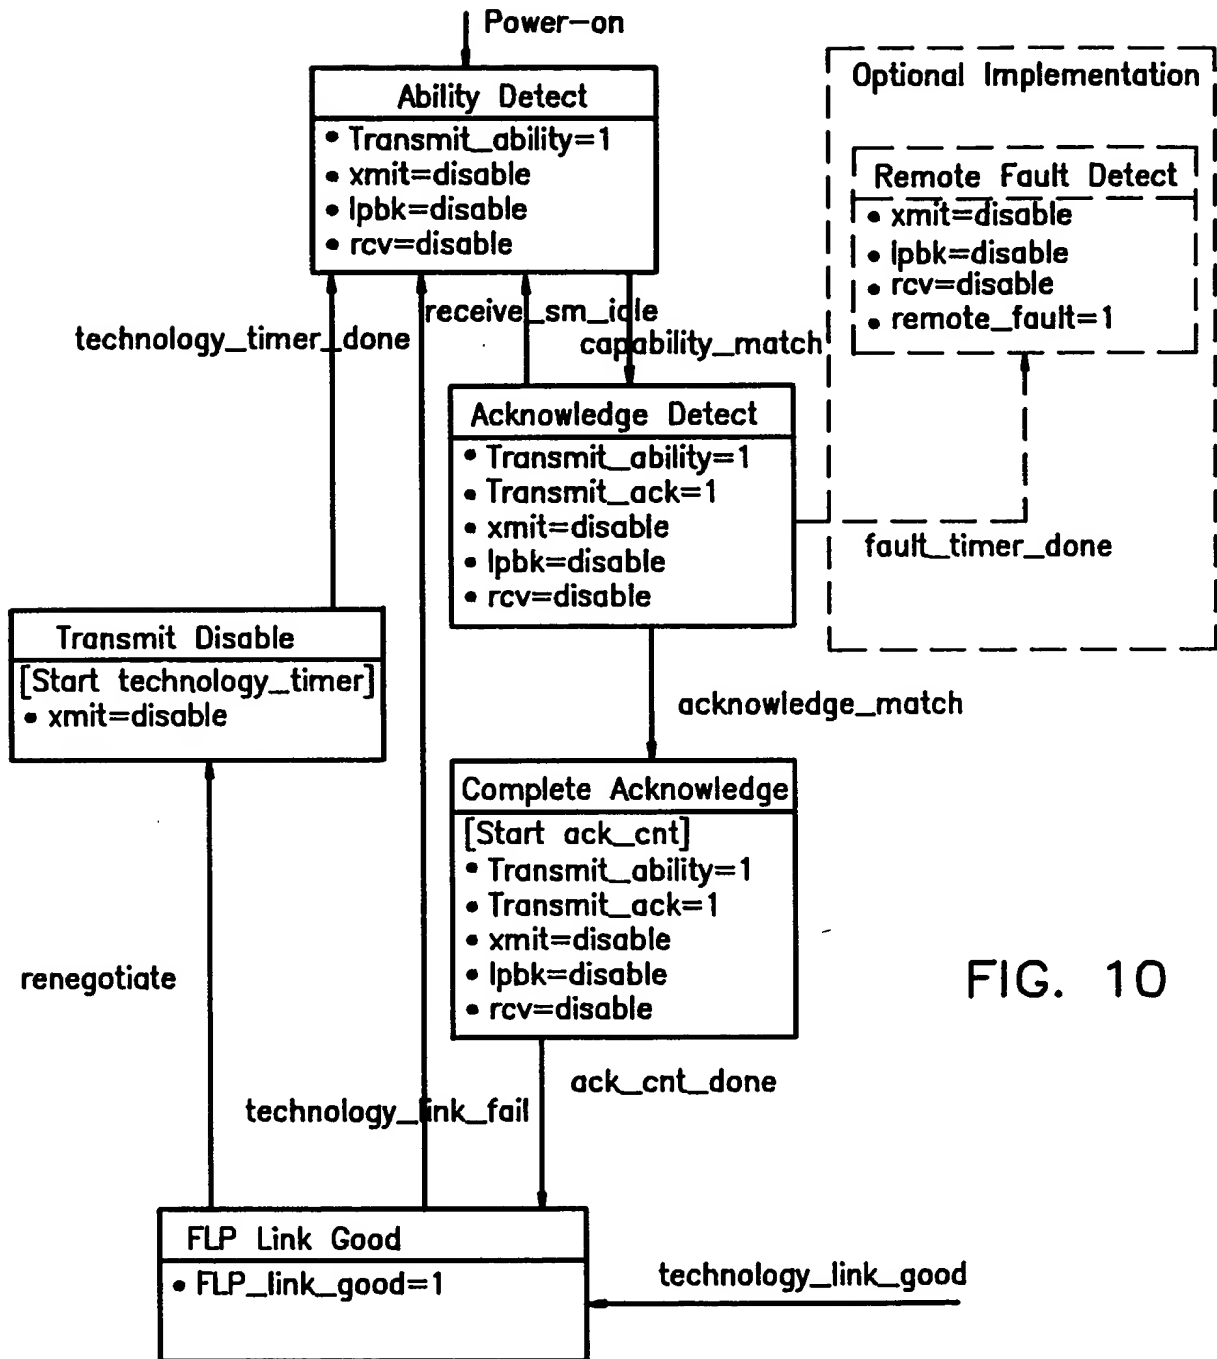 Power-on
Ability Detect
• Transmit_ability=1
• xmit=disable
• lpbk=disable
• rcv=disable
Optional Implementation
Remote Fault Detect
• xmit=disable
• lpbk=disable
• rcv=disable
• remote_fault=1
technology_timer_done
receive_sm_idle
capability_match
Acknowledge Detect
• Transmit_ability=1
• Transmit_ack=1
• xmit=disable
• lpbk=disable
• rcv=disable
fault_timer_done
Transmit Disable
[Start technology_timer]
• xmit=disable
acknowledge_match
Complete Acknowledge
[Start ack_cnt]
• Transmit_ability=1
• Transmit_ack=1
• xmit=disable
• lpbk=disable
• rcv=disable
renegotiate
FIG. 10
ack_cnt_done
technology_link_fail
FLP Link Good
• FLP_link_good=1
technology_link_good